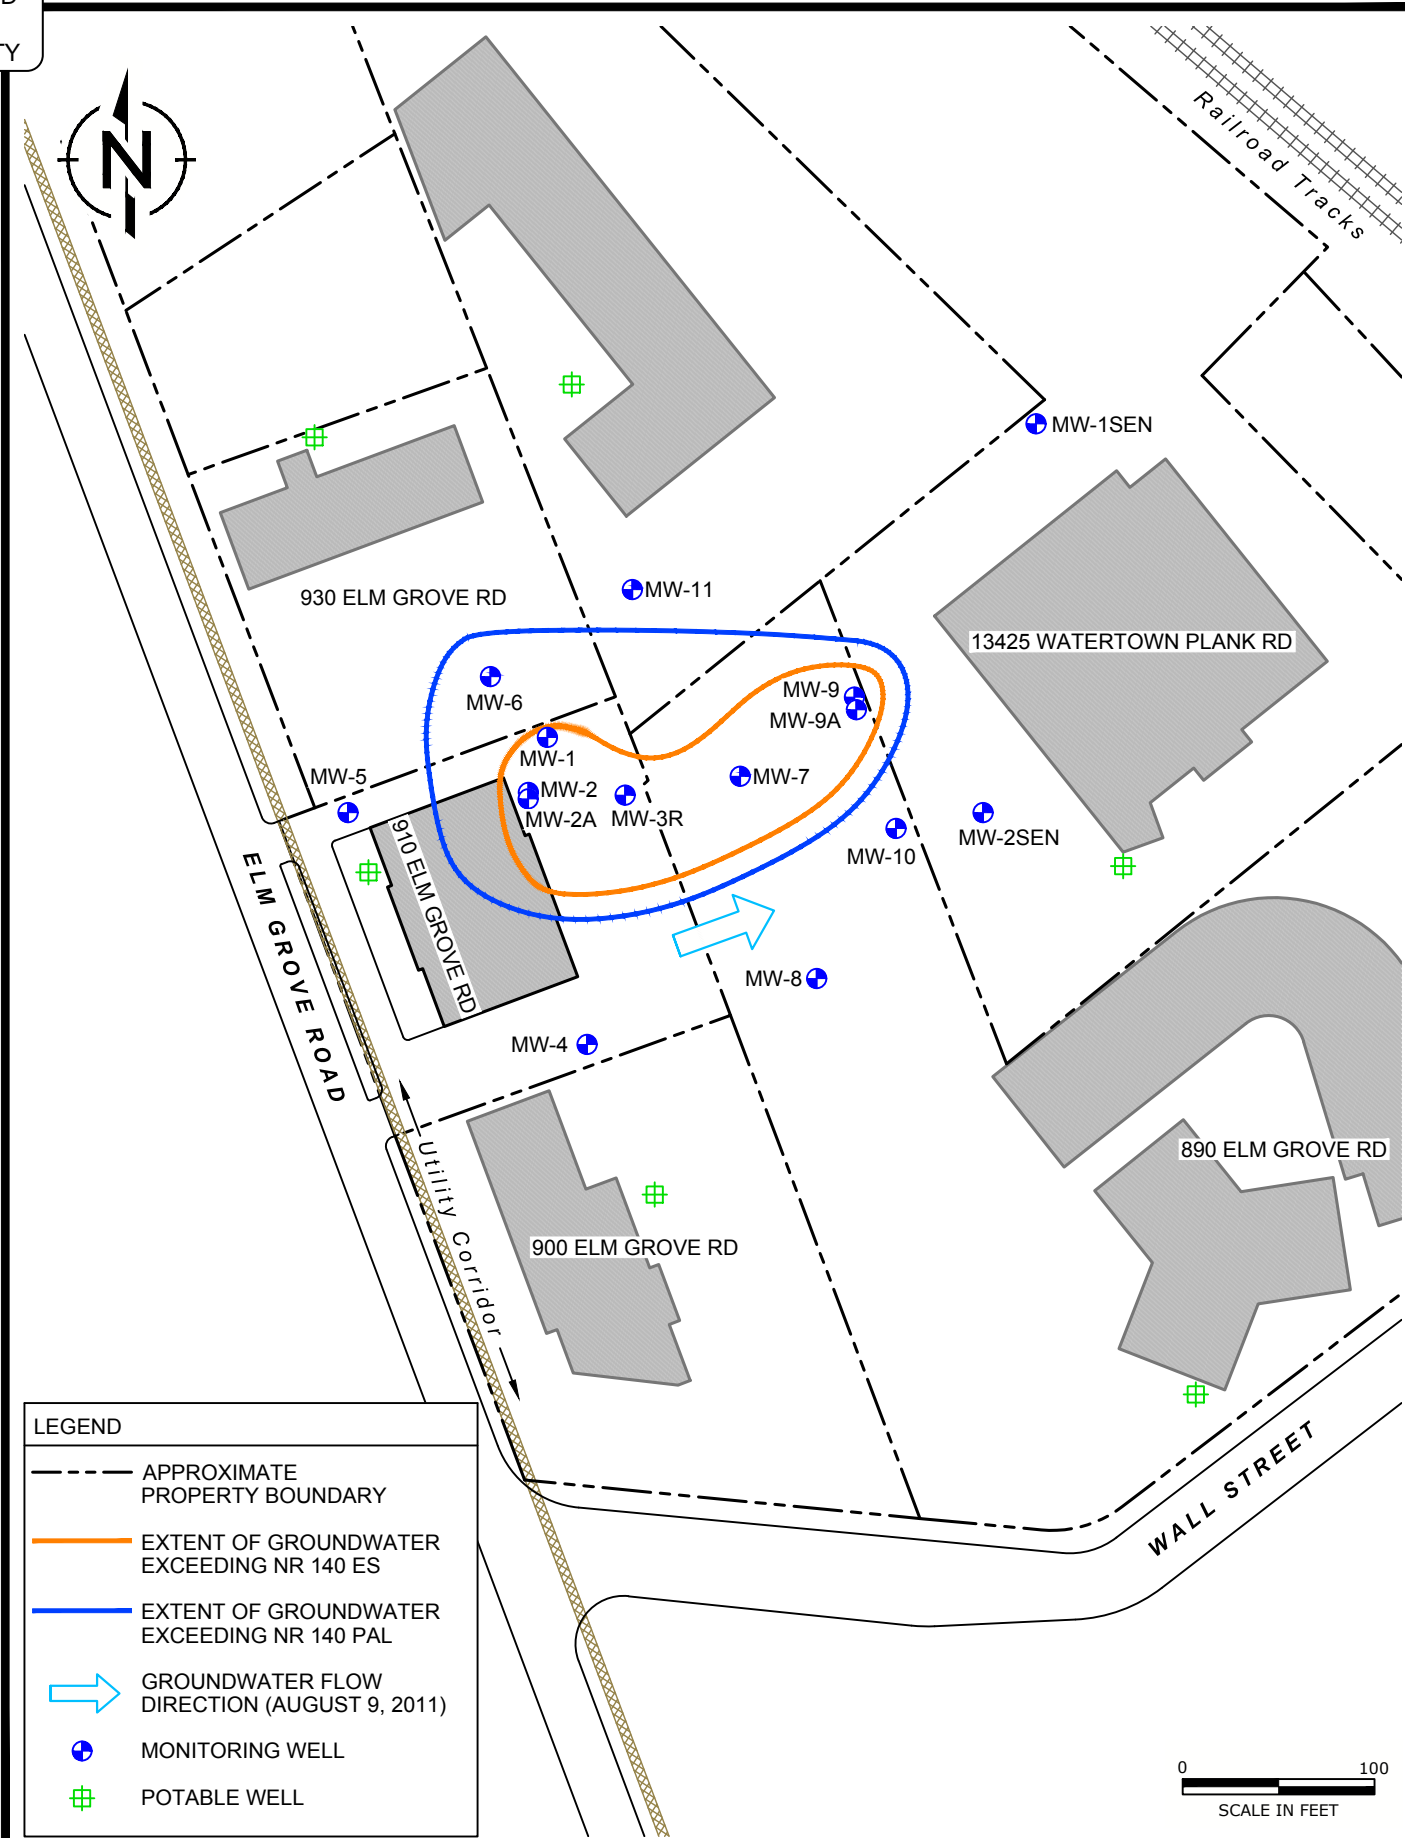 TY
N
Railroad Tracks
MW-1SEN
MW-11
930 ELM GROVE RD
13425 WATERTOWN PLANK RD
MW-6
MW-9
MW-9A
MW-1
MW-5
MW-7
MW-2
MW-2A
MW-3R
MW-2SEN
MW-10
910 ELM GROVE RD
ELM GROVE ROAD
MW-8
MW-4
Utility Corridor
890 ELM GROVE RD
900 ELM GROVE RD
WALL STREET
LEGEND
APPROXIMATE
PROPERTY BOUNDARY
EXTENT OF GROUNDWATER
EXCEEDING NR 140 ES
EXTENT OF GROUNDWATER
EXCEEDING NR 140 PAL
GROUNDWATER FLOW
DIRECTION (AUGUST 9, 2011)
MONITORING WELL
POTABLE WELL
0 100
SCALE IN FEET